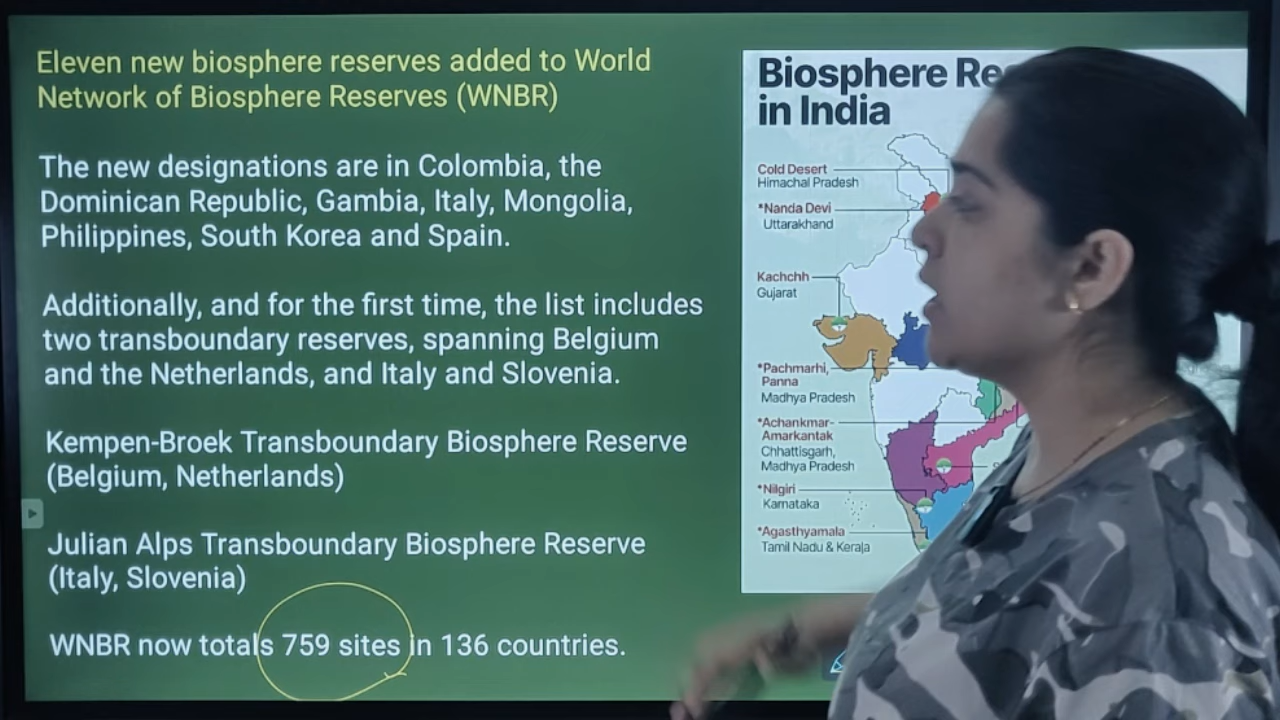 Eleven new biosphere reserves added to World
Network of Biosphere Reserves (WNBR)
The new designations are in Colombia, the
Dominican Republic, Gambia, Italy, Mongolia,
Philippines, South Korea and Spain.
Additionally, and for the first time, the list includes
two transboundary reserves, spanning Belgium
and the Netherlands, and Italy and Slovenia.
Kempen-Broek Transboundary Biosphere Reserve
(Belgium, Netherlands)
Julian Alps Transboundary Biosphere Reserve
(Italy, Slovenia)
WNBR now totals 759 sites in 136 countries.
Biosphere Re
in India
Cold Desert
Himachal Pradesh
*Nanda Devi
Uttarakhand
Kachchh
Gujarat
*Pachmarhi,
Panna
Madhya Pradesh
*Achankmar-
Amarkantak
Chhattisgarh,
Madhya Pradesh
*Nilgiri
Karnataka
*Agasthyamala
Tamil Nadu & Kerala